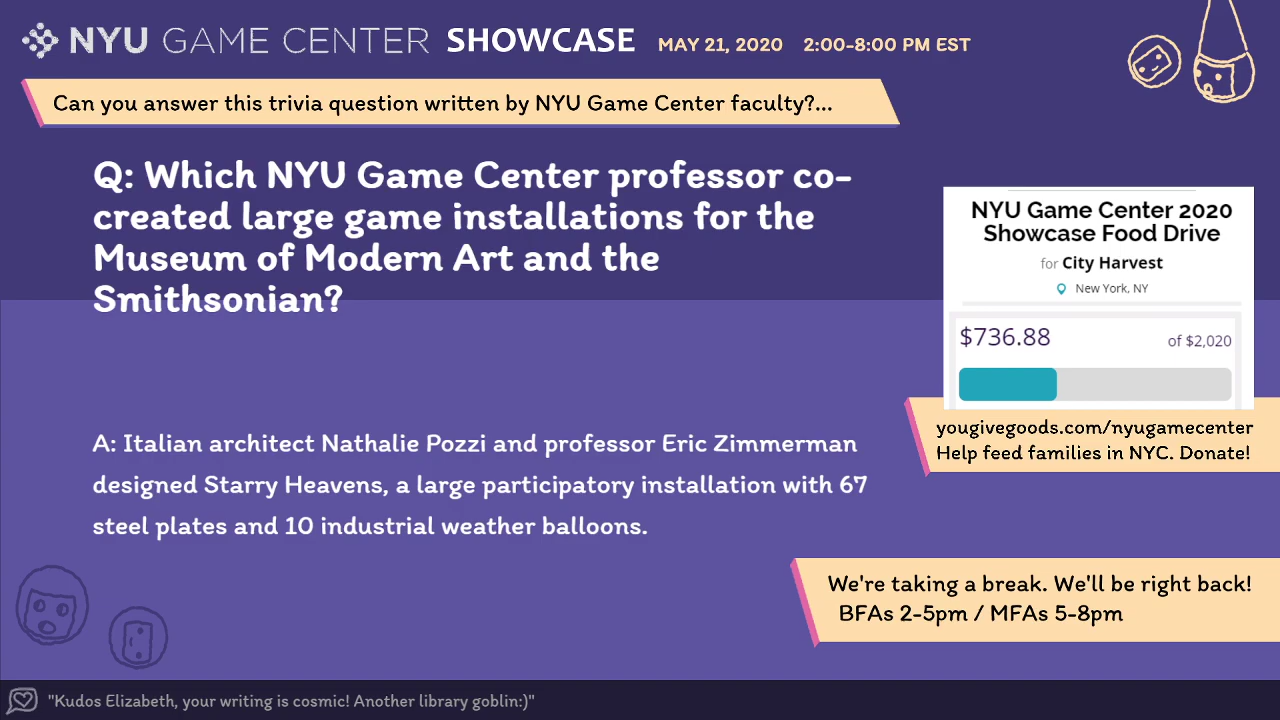 NYU GAME CENTER SHOWCASE MAY 21, 2020 2:00-8:00 PM EST
Can you answer this trivia question written by NYU Game Center faculty?...
Q: Which NYU Game Center professor co-
created large game installations for the
Museum of Modern Art and the
Smithsonian?
A: Italian architect Nathalie Pozzi and professor Eric Zimmerman
designed Starry Heavens, a large participatory installation with 67
steel plates and 10 industrial weather balloons.
NYU Game Center 2020
Showcase Food Drive
for City Harvest
New York, NY
$736.88 of $2,020
yougivegoods.com/nyugamecenter
Help feed families in NYC. Donate!
We're taking a break. We'll be right back!
BFAs 2-5pm / MFAs 5-8pm
"Kudos Elizabeth, your writing is cosmic! Another library goblin:)"